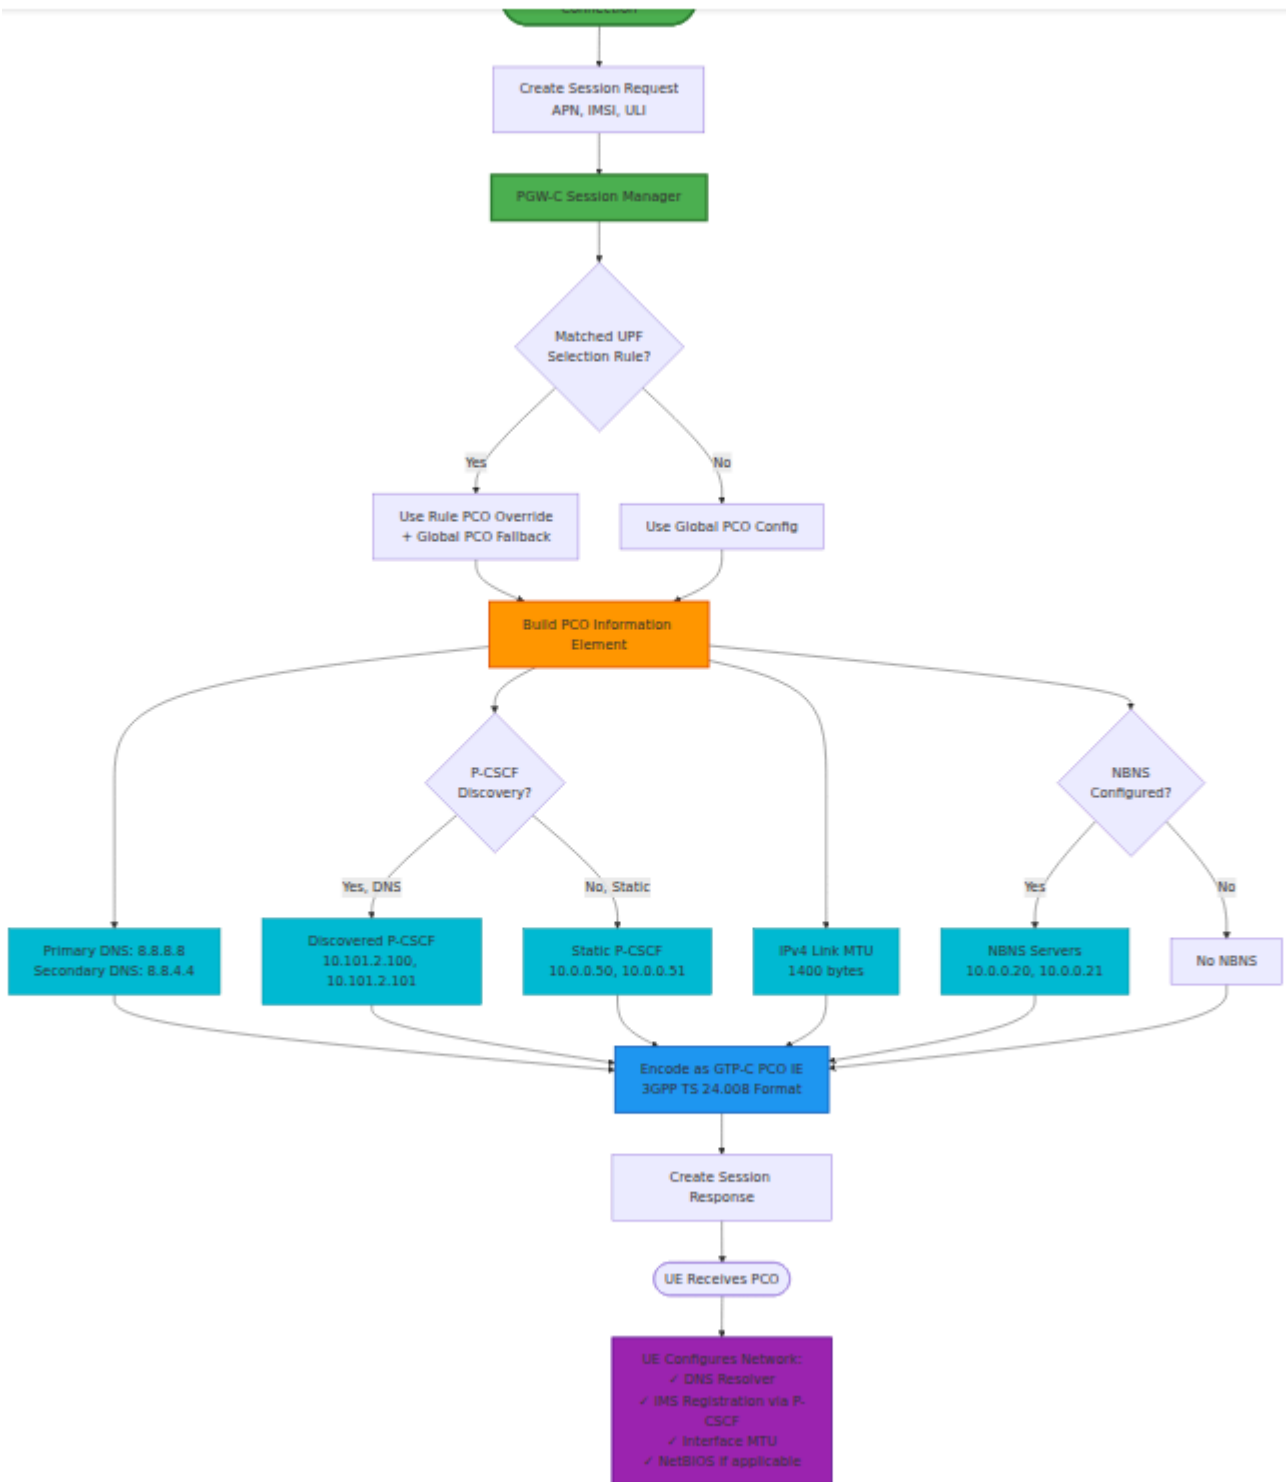 Connection
Create Session Request
APN, IMSI, ULI
PGW-C Session Manager
Matched UPF
Selection Rule?
Yes
No
Use Rule PCO Override
+ Global PCO Fallback
Use Global PCO Config
Build PCO Information
Element
P-CSCF
Discovery?
NBNS
Configured?
Yes, DNS
No, Static
Yes
No
Primary DNS: 8.8.8.8
Secondary DNS: 8.8.4.4
Discovered P-CSCF
10.101.2.100,
10.101.2.101
Static P-CSCF
10.0.0.50, 10.0.0.51
IPv4 Link MTU
1400 bytes
NBNS Servers
10.0.0.20, 10.0.0.21
No NBNS
Encode as GTP-C PCO IE
3GPP TS 24.008 Format
Create Session
Response
UE Receives PCO
UE Configures Network:
✓ DNS Resolver
✓ IMS Registration via P-
CSCF
✓ Interface MTU
✓ NetBIOS if applicable